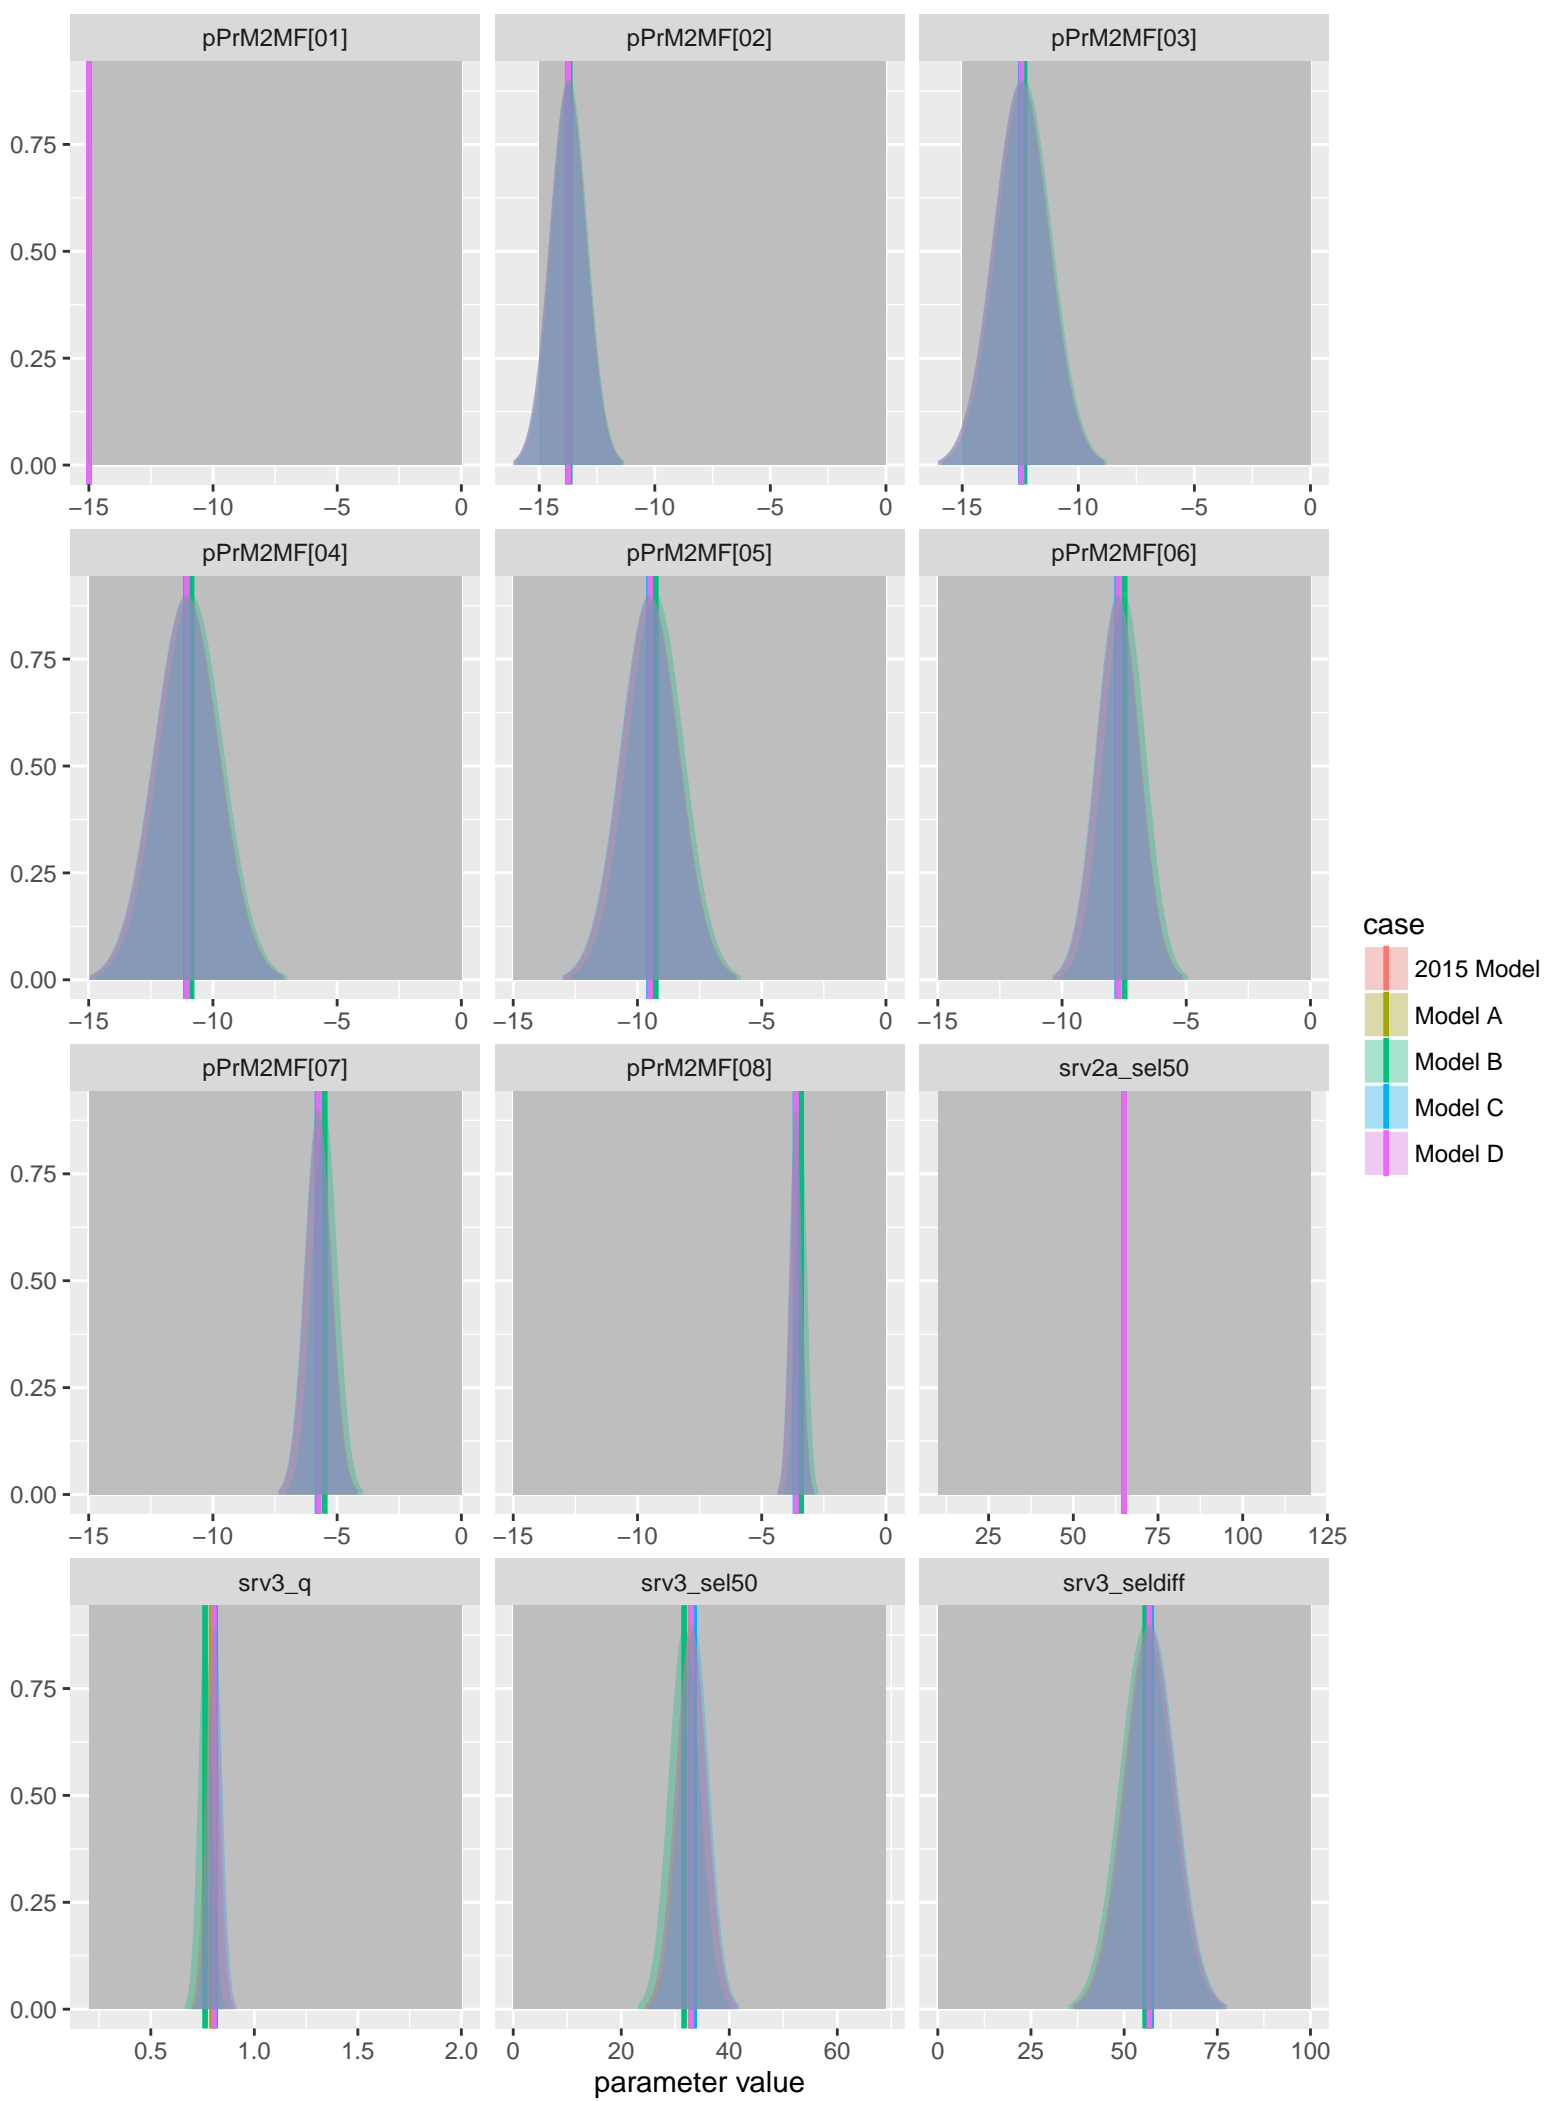 pPrM2MF[01] pPrM2MF[02] pPrM2MF[03]
0.75
0.50
0.25
0.00
−15 −10 −5 0 −15 −10 −5 0 −15 −10 −5 0
pPrM2MF[04] pPrM2MF[05] pPrM2MF[06]
0.75
0.50
0.25
0.00
−15 −10 −5 0 −15 −10 −5 0 −15 −10 −5 0
pPrM2MF[07] pPrM2MF[08] srv2a_sel50
0.75
0.50
0.25
0.00
−15 −10 −5 0 −15 −10 −5 0 25 50 75 100 125
srv3_q srv3_sel50 srv3_seldiff
0.75
0.50
0.25
0.00
0.5 1.0 1.5 2.0 0 20 40 60 0 25 50 75 100
parameter value
case
2015 Model
Model A
Model B
Model C
Model D